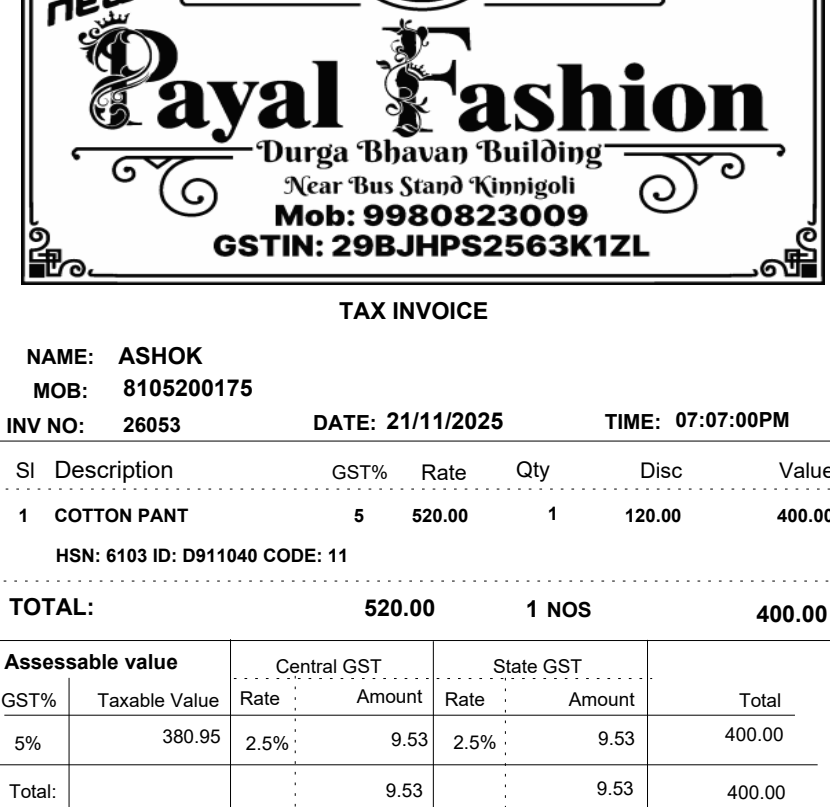 new
Payal Fashion
Durga Bhavan Building
Near Bus Stand Kinnigoli
Mob: 9980823009
GSTIN: 29BJHPS2563K1ZL
TAX INVOICE
NAME: ASHOK
MOB: 8105200175
INV NO: 26053 DATE: 21/11/2025 TIME: 07:07:00PM
Sl Description GST% Rate Qty Disc Value
1 COTTON PANT 5 520.00 1 120.00 400.00
HSN: 6103 ID: D911040 CODE: 11
TOTAL: 520.00 1 NOS 400.00
Assessable value Central GST State GST
GST% Taxable Value Rate Amount Rate Amount Total
5% 380.95 2.5% 9.53 2.5% 9.53 400.00
Total: 9.53 9.53 400.00